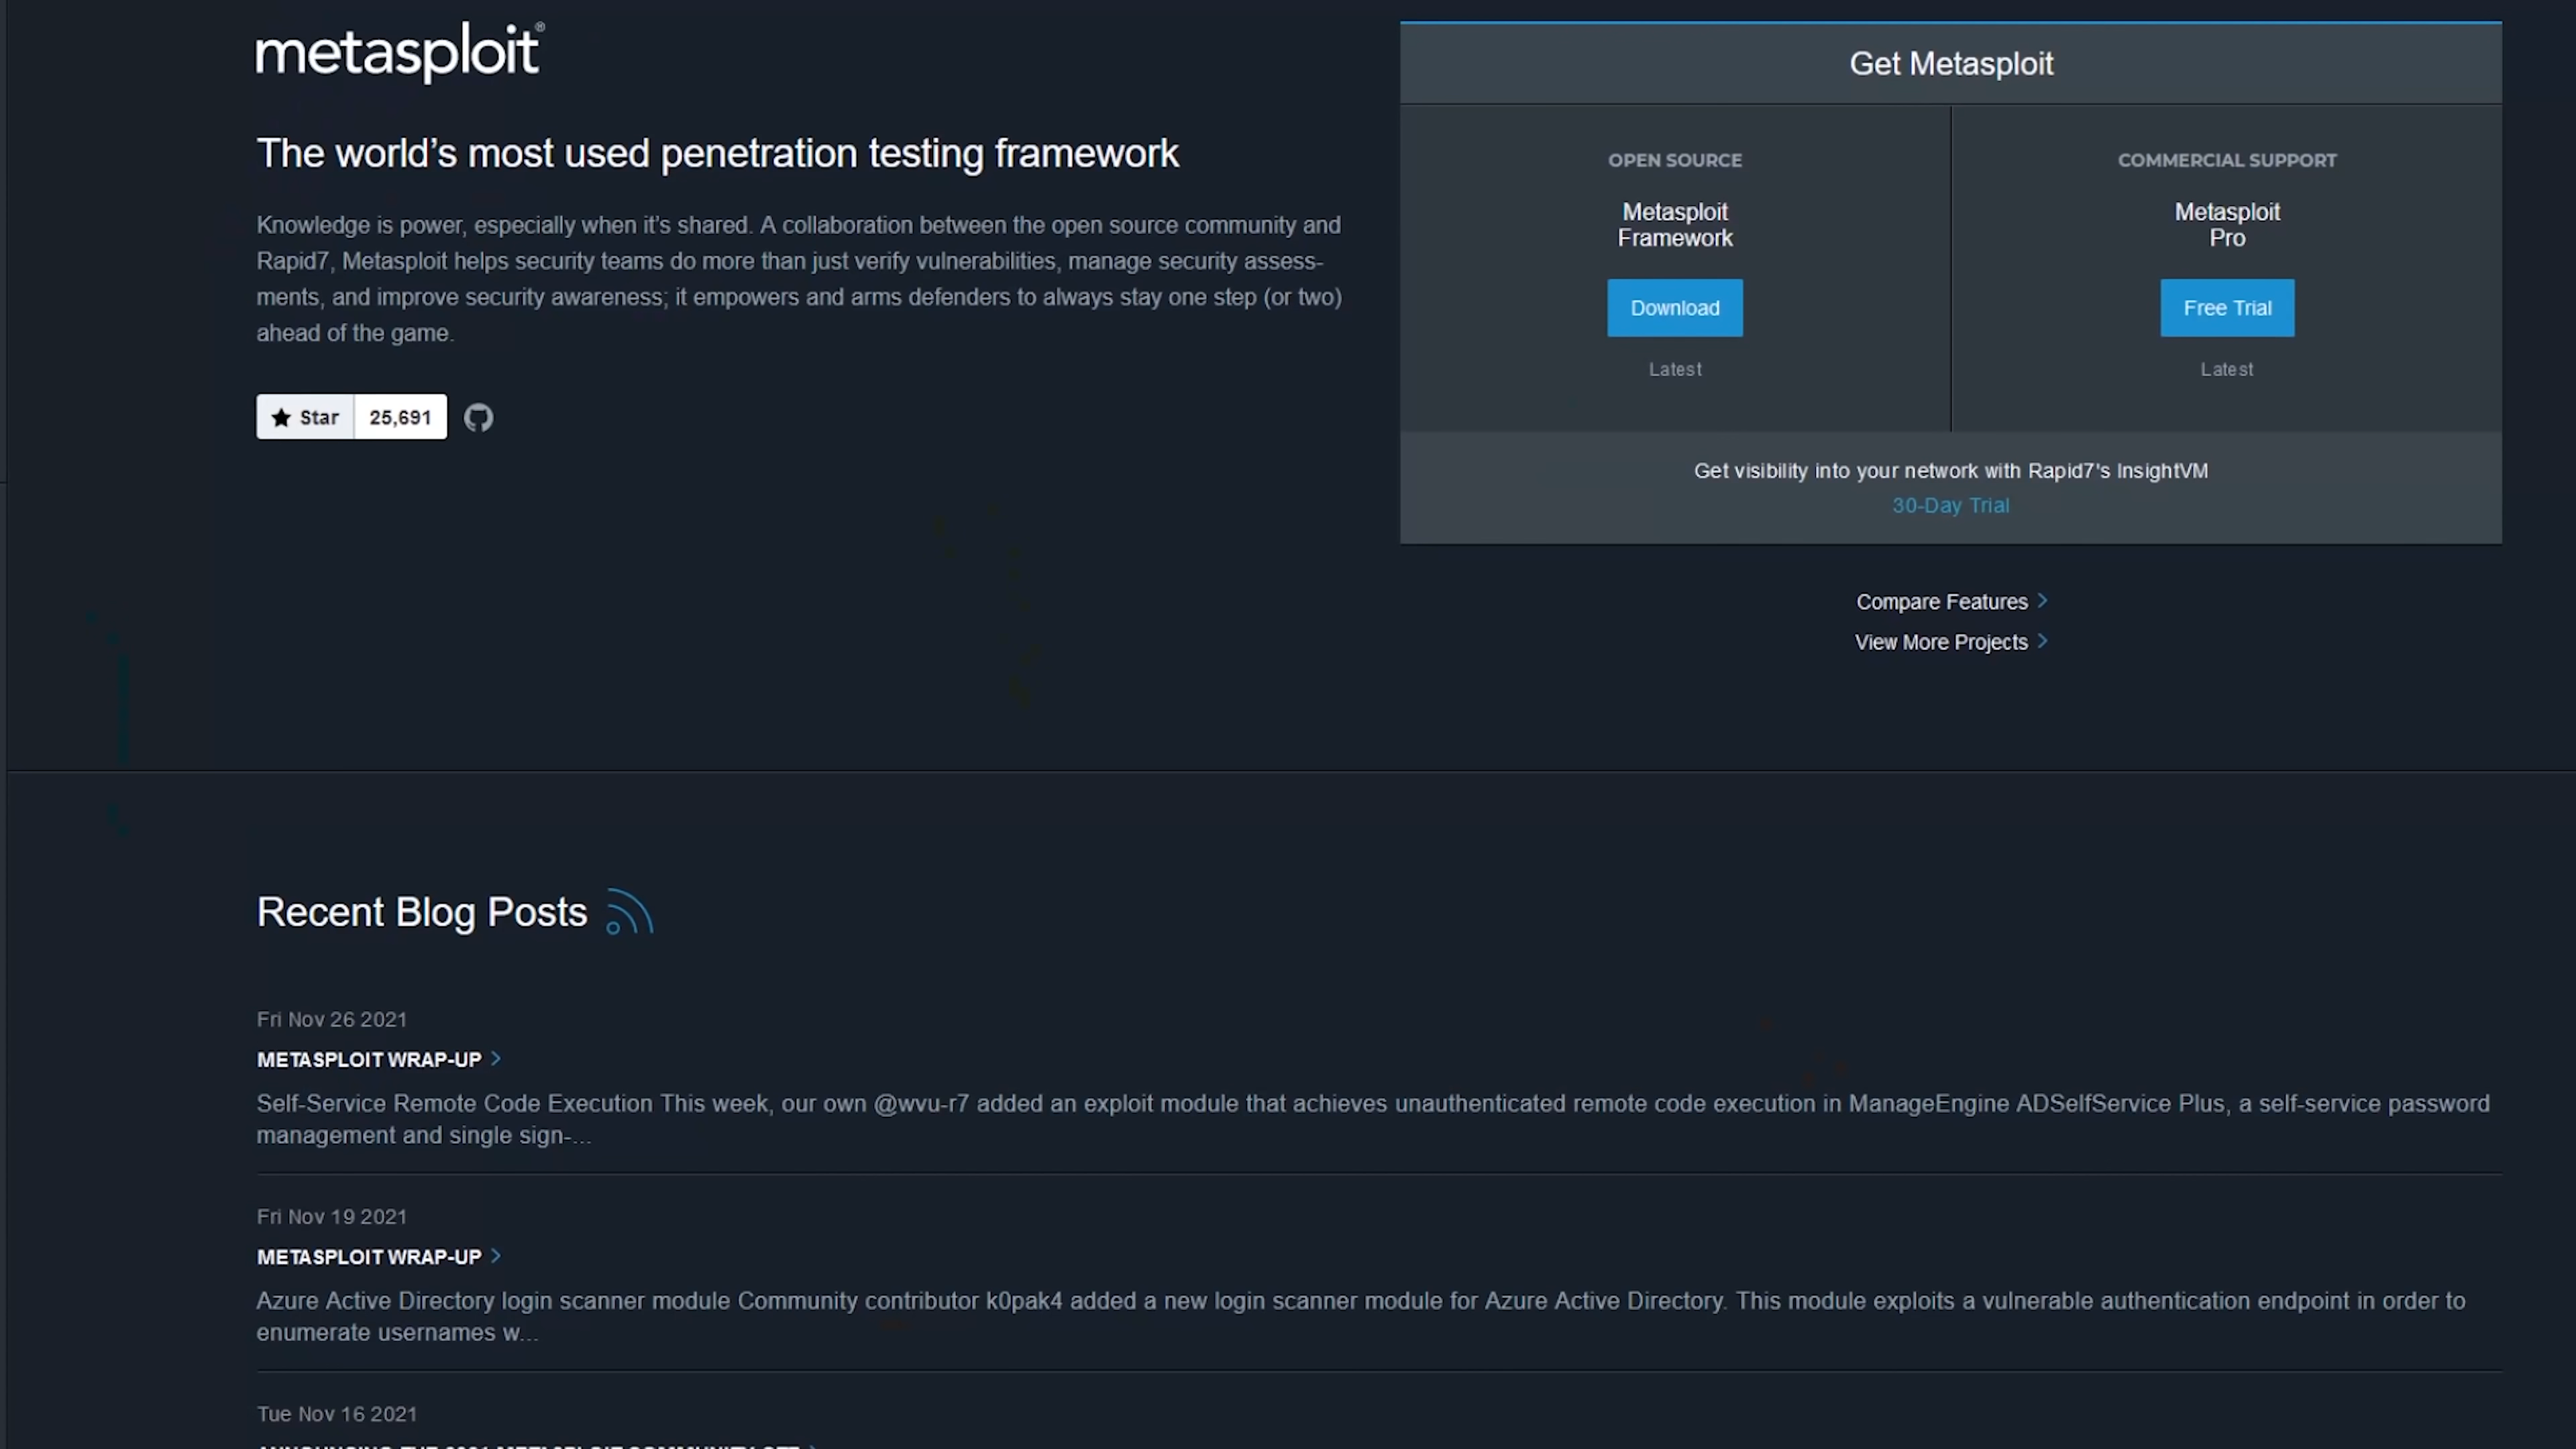 metasploit®
The world’s most used penetration testing framework
Knowledge is power, especially when it’s shared. A collaboration between the open source community and
Rapid7, Metasploit helps security teams do more than just verify vulnerabilities, manage security assess-
ments, and improve security awareness; it empowers and arms defenders to always stay one step (or two)
ahead of the game.
Star 25,691
Get Metasploit
OPEN SOURCE
Metasploit
Framework
Download
Latest
COMMERCIAL SUPPORT
Metasploit
Pro
Free Trial
Latest
Get visibility into your network with Rapid7's InsightVM
30-Day Trial
Compare Features
View More Projects
Recent Blog Posts
Fri Nov 26 2021
METASPLOIT WRAP-UP
Self-Service Remote Code Execution This week, our own @wvu-r7 added an exploit module that achieves unauthenticated remote code execution in ManageEngine ADSelfService Plus, a self-service password
management and single sign-...
Fri Nov 19 2021
METASPLOIT WRAP-UP
Azure Active Directory login scanner module Community contributor k0pak4 added a new login scanner module for Azure Active Directory. This module exploits a vulnerable authentication endpoint in order to
enumerate usernames w...
Tue Nov 16 2021
ANNOUNCING THE 2021 METASPLOIT COMMUNITY CTF